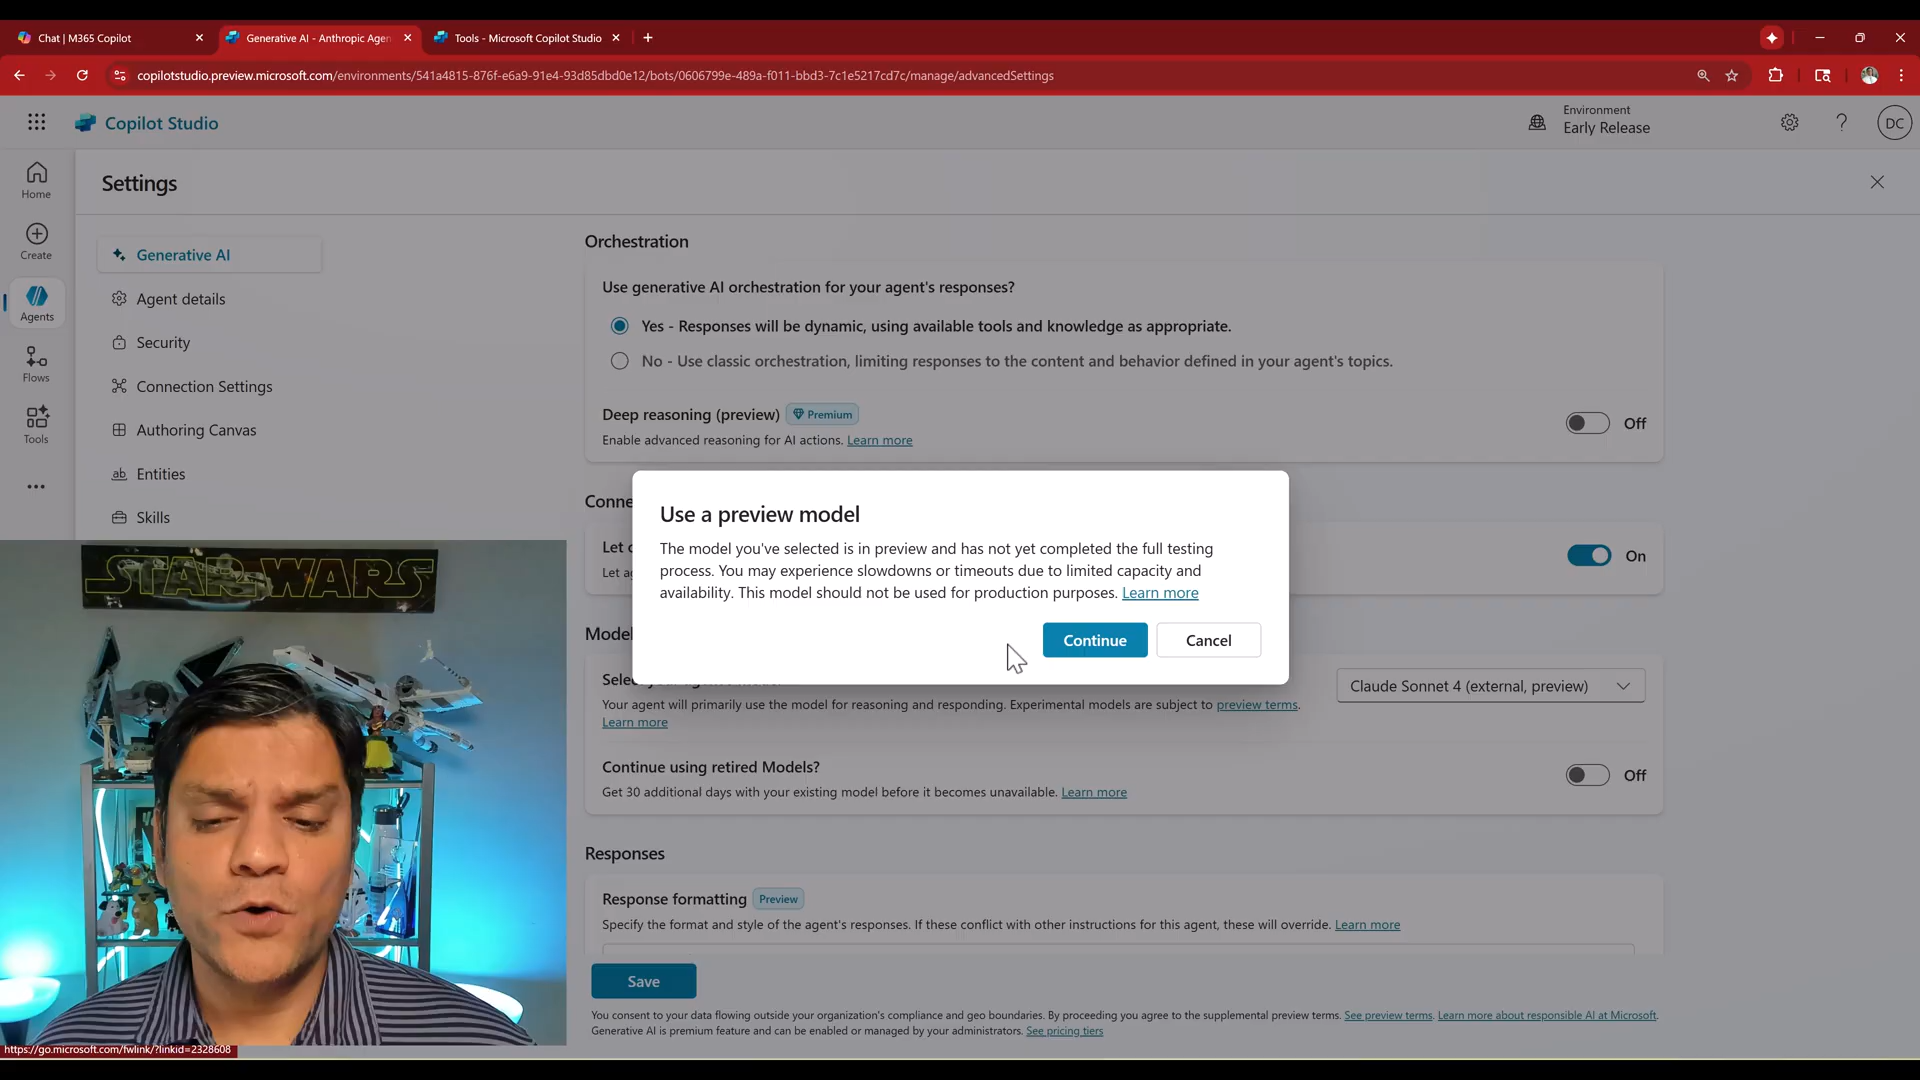 Chat | M365 Copilot
Generative AI - Anthropic Agen
Tools - Microsoft Copilot Studio
copilotstudio.preview.microsoft.com/environments/541a4815-876f-e6a9-91e4-93d85dbd0e12/bots/0606799e-489a-f011-bbd3-7c1e5217cd7c/manage/advancedSettings
Copilot Studio
Environment
Early Release
DC
Home
Create
Agents
Flows
Tools
Settings
Generative AI
Agent details
Security
Connection Settings
Authoring Canvas
Entities
Skills
Orchestration
Use generative AI orchestration for your agent's responses?
Yes - Responses will be dynamic, using available tools and knowledge as appropriate.
No - Use classic orchestration, limiting responses to the content and behavior defined in your agent's topics.
Deep reasoning (preview) Premium
Off
Enable advanced reasoning for AI actions. Learn more
Conne
Let
Let a
On
Use a preview model
The model you've selected is in preview and has not yet completed the full testing
process. You may experience slowdowns or timeouts due to limited capacity and
availability. This model should not be used for production purposes. Learn more
Continue
Cancel
Model
Claude Sonnet 4 (external, preview)
Your agent will primarily use the model for reasoning and responding. Experimental models are subject to preview terms.
Learn more
Continue using retired Models?
Off
Get 30 additional days with your existing model before it becomes unavailable. Learn more
Responses
Response formatting Preview
Specify the format and style of the agent's responses. If these conflict with other instructions for this agent, these will override. Learn more
Save
You consent to your data flowing outside your organization's compliance and geo boundaries. By proceeding you agree to the supplemental preview terms. See preview terms. Learn more about responsible AI at Microsoft.
Generative AI is premium feature and can be enabled or managed by your administrators. See pricing tiers
STAR WARS
https://go.microsoft.com/fwlink/?linkid=2328608